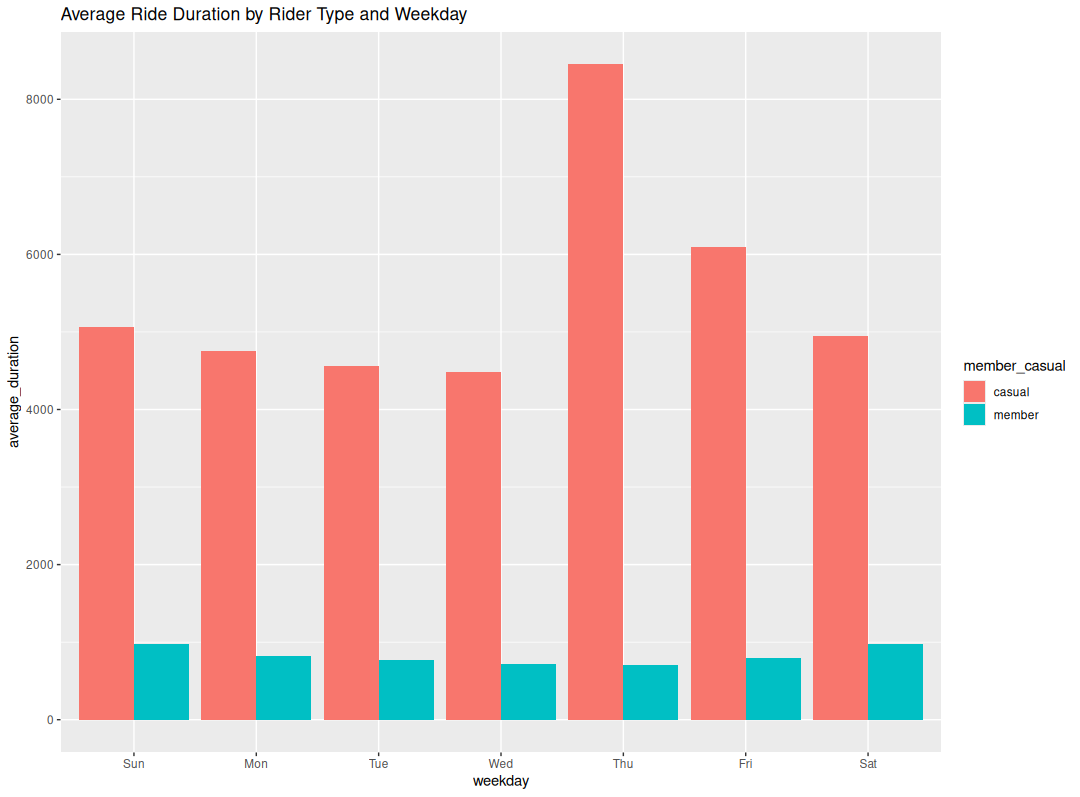 Average Ride Duration by Rider Type and Weekday
average_duration
8000
6000
4000
2000
0
Sun Mon Tue Wed Thu Fri Sat
weekday
member_casual
casual
member